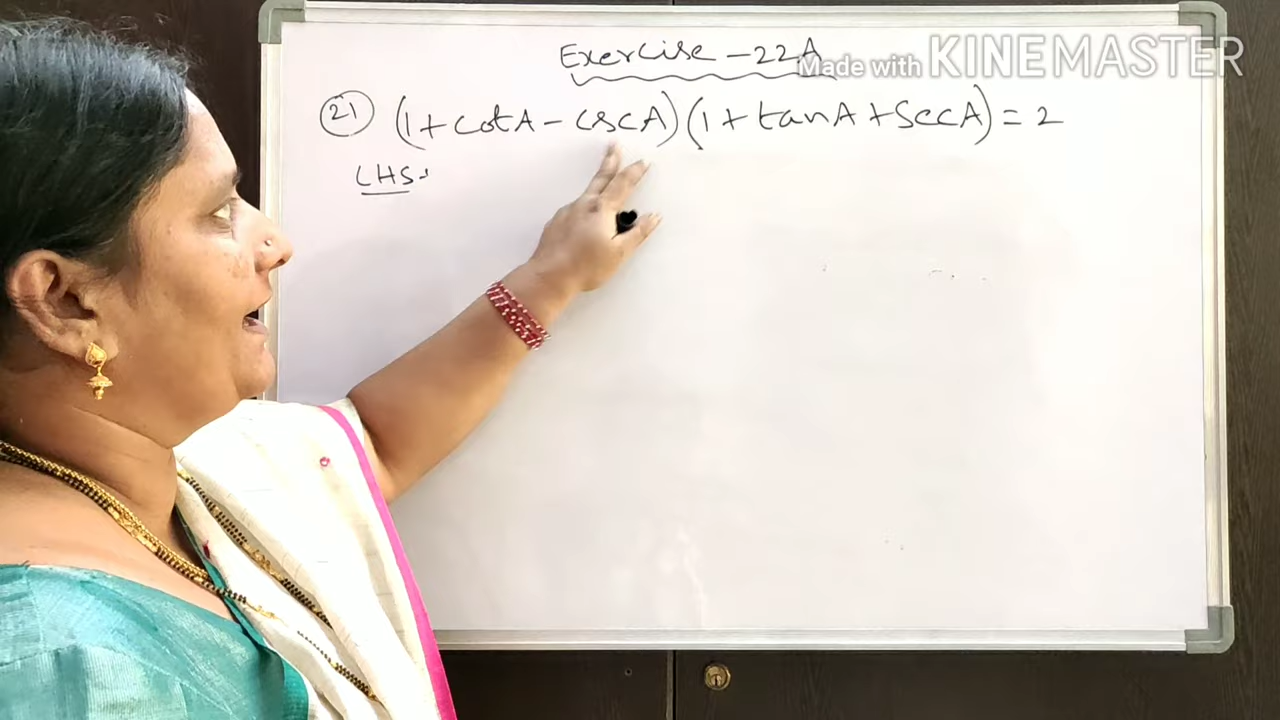 Exercise - 22A
Made with KINEMASTER
21 (1 + cotA - cscA)(1 + tanA + SecA) = 2
LHS.